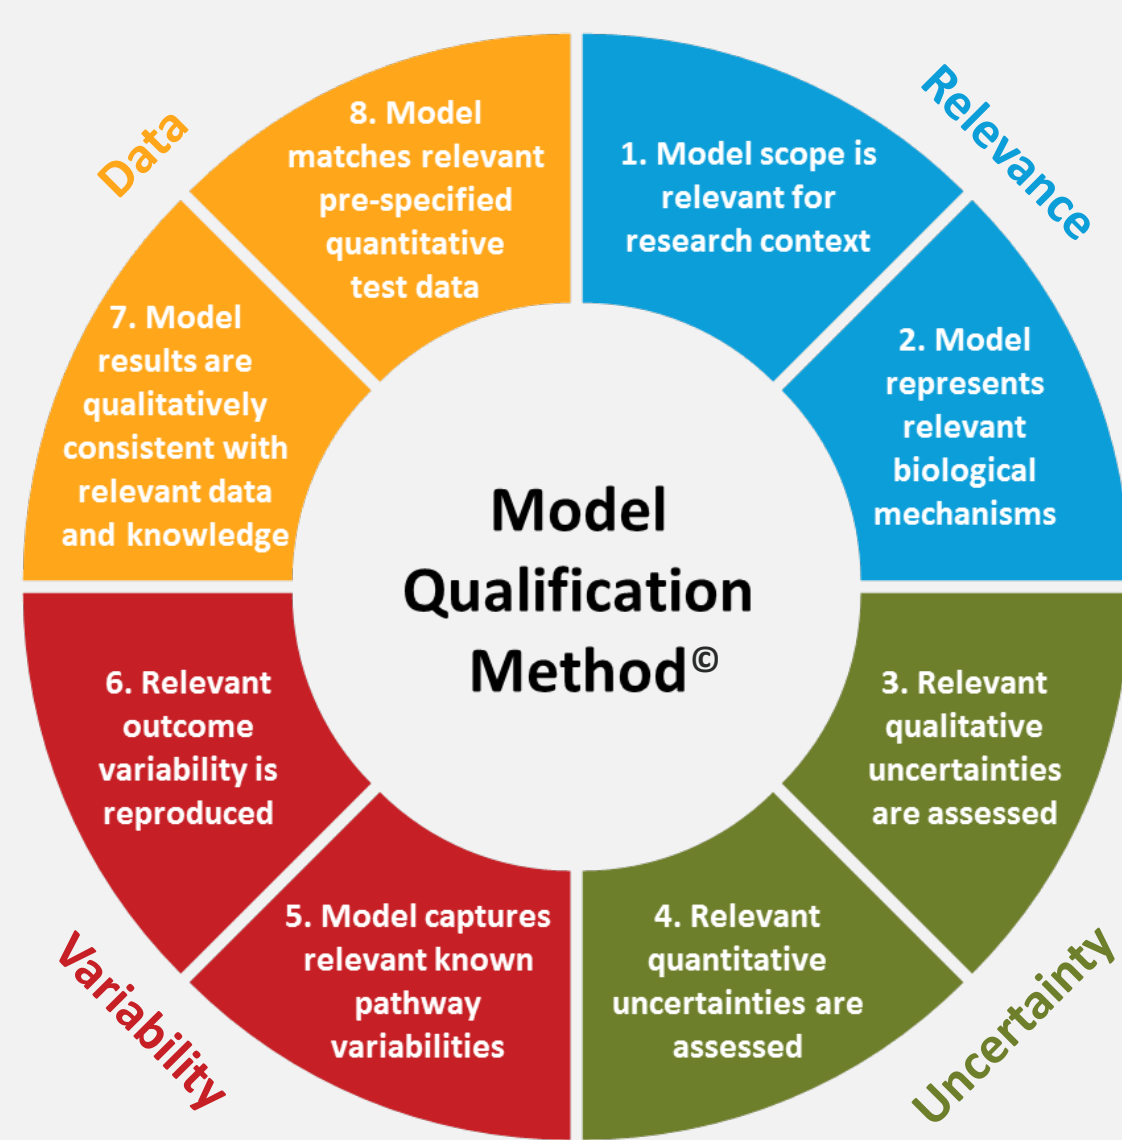 Model
Qualification
Method©
Relevance
1. Model scope is
relevant for
research context
2. Model
represents
relevant
biological
mechanisms
Uncertainty
3. Relevant
qualitative
uncertainties
are assessed
4. Relevant
quantitative
uncertainties are
assessed
Variability
5. Model captures
relevant known
pathway
variabilities
6. Relevant
outcome
variability is
reproduced
Data
7. Model
results are
qualitatively
consistent with
relevant data
and knowledge
8. Model
matches relevant
pre-specified
quantitative
test data